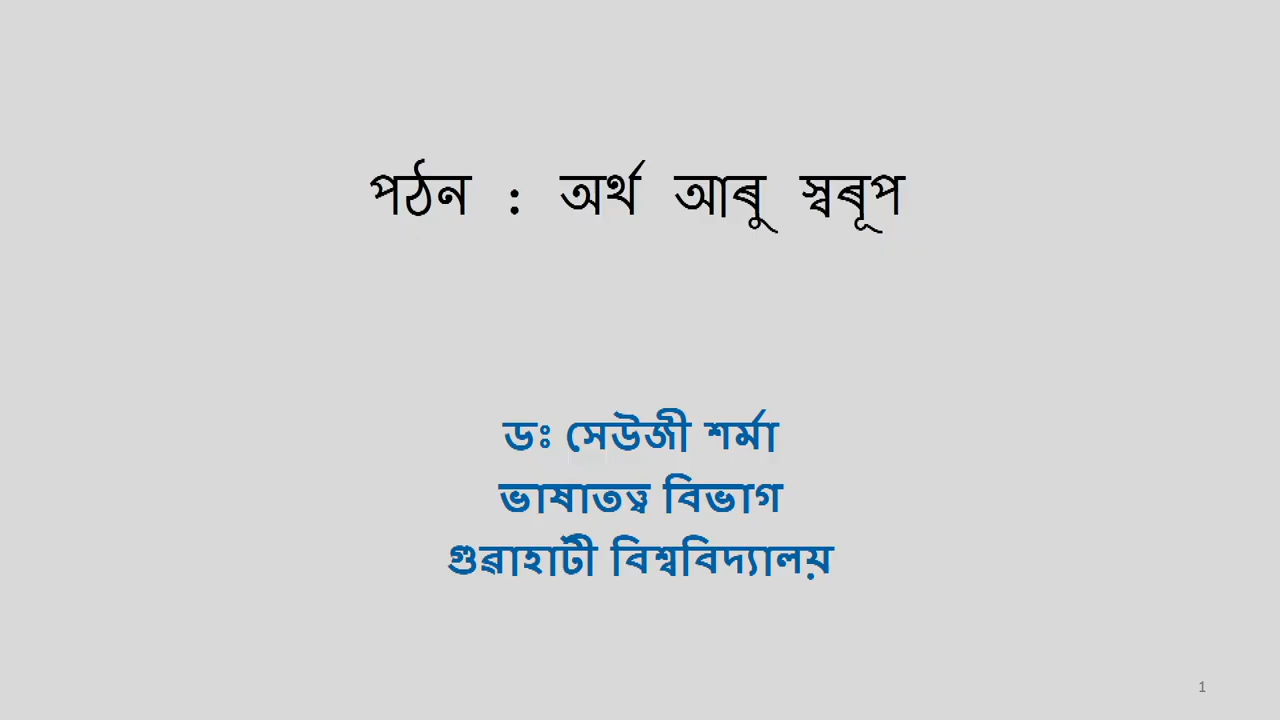 পঠন : অৰ্থ আৰু স্বৰূপ
ডঃ সেউজী শৰ্মা
ভাষাতত্ত্ব বিভাগ
গুৱাহাটী বিশ্ববিদ্যালয়
1